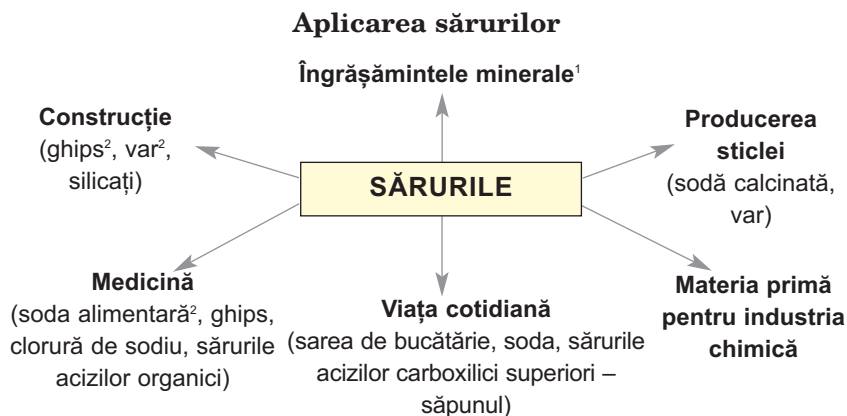 Aplicarea sărurilor
Îngrășămintele minerale¹
Construcție
(ghips², var²,
silicați)
Producerea
sticlei
(sodă calcinată,
var)
SĂRURILE
Medicină
(soda alimentară², ghips,
clorură de sodiu, sărurile
acizilor organici)
Viața cotidiană
(sarea de bucătărie, soda, sărurile
acizilor carboxilici superiori –
săpunul)
Materia primă
pentru industria
chimică